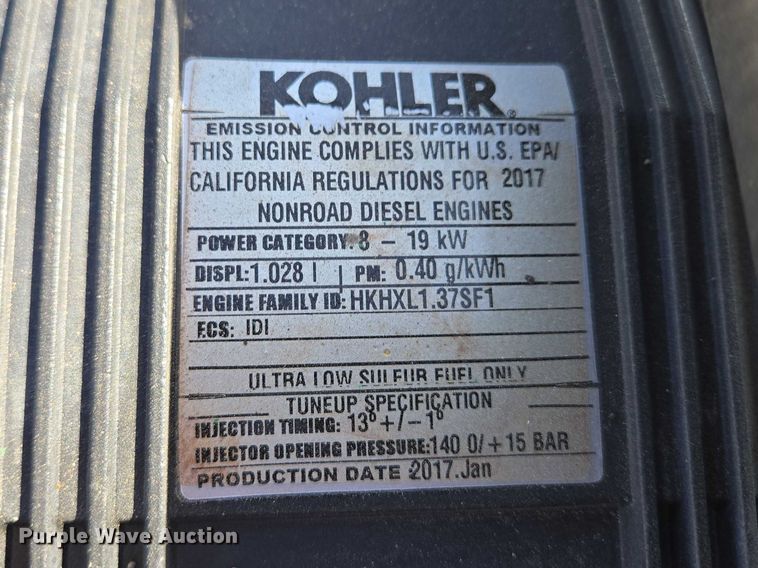 KOHLER®
EMISSION CONTROL INFORMATION
THIS ENGINE COMPLIES WITH U.S. EPA/
CALIFORNIA REGULATIONS FOR 2017
NONROAD DIESEL ENGINES
POWER CATEGORY: 8 – 19 kW
DISPL: 1.028 l | PM: 0.40 g/kWh
ENGINE FAMILY ID: HKHXL1.37SF1
ECS: IDI
ULTRA LOW SULFUR FUEL ONLY
TUNEUP SPECIFICATION
INJECTION TIMING: 13º +/– 1º
INJECTOR OPENING PRESSURE: 140 0/+15 BAR
PRODUCTION DATE: 2017.Jan
Purple Wave Auction